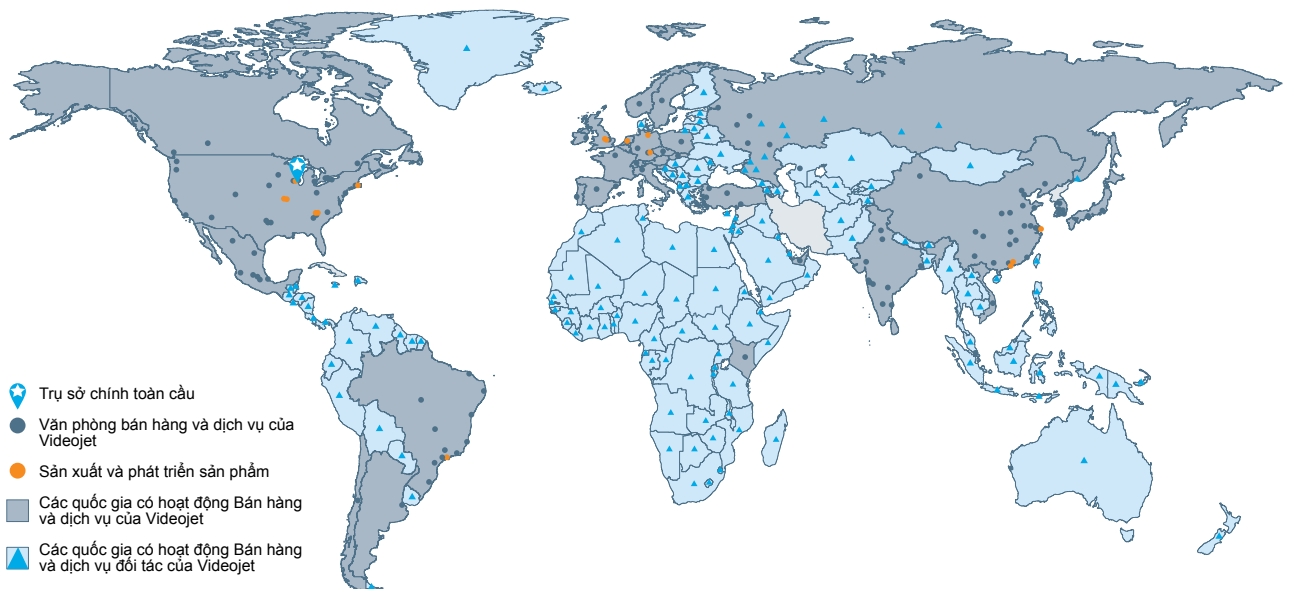 Trụ sở chính toàn cầu
Văn phòng bán hàng và dịch vụ của
Videojet
Sản xuất và phát triển sản phẩm
Các quốc gia có hoạt động Bán hàng
và dịch vụ của Videojet
Các quốc gia có hoạt động Bán hàng
và dịch vụ đối tác của Videojet